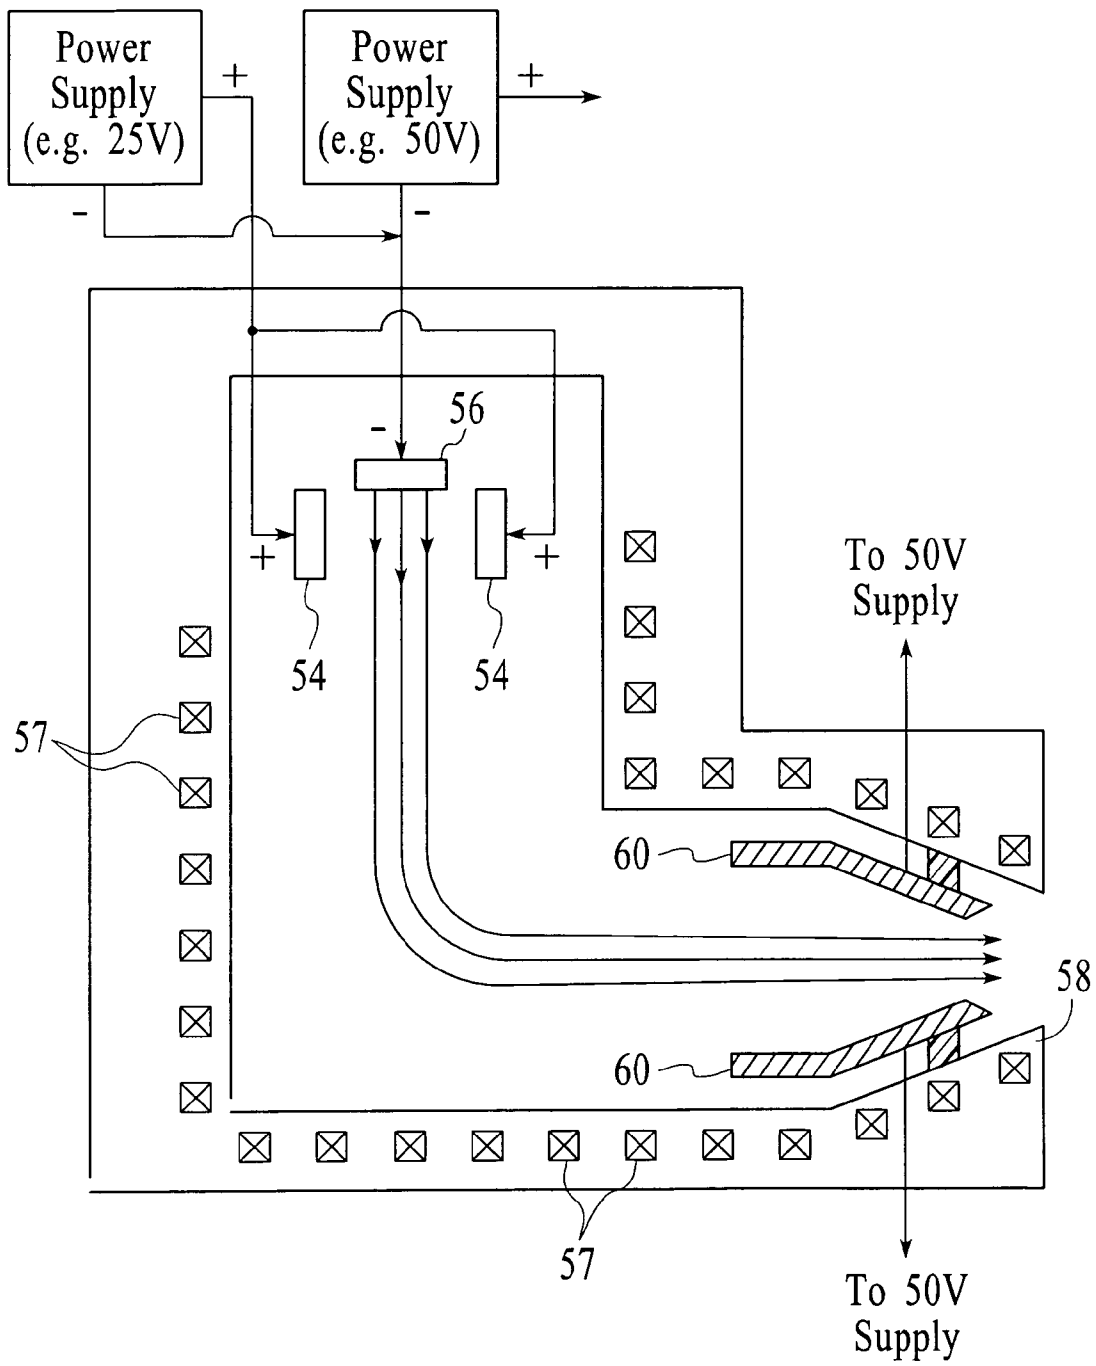 Power
Supply
(e.g. 25V)
+
-
Power
Supply
(e.g. 50V)
+
-
56
-
+
+
54
54
To 50V
Supply
57
60
58
60
57
To 50V
Supply